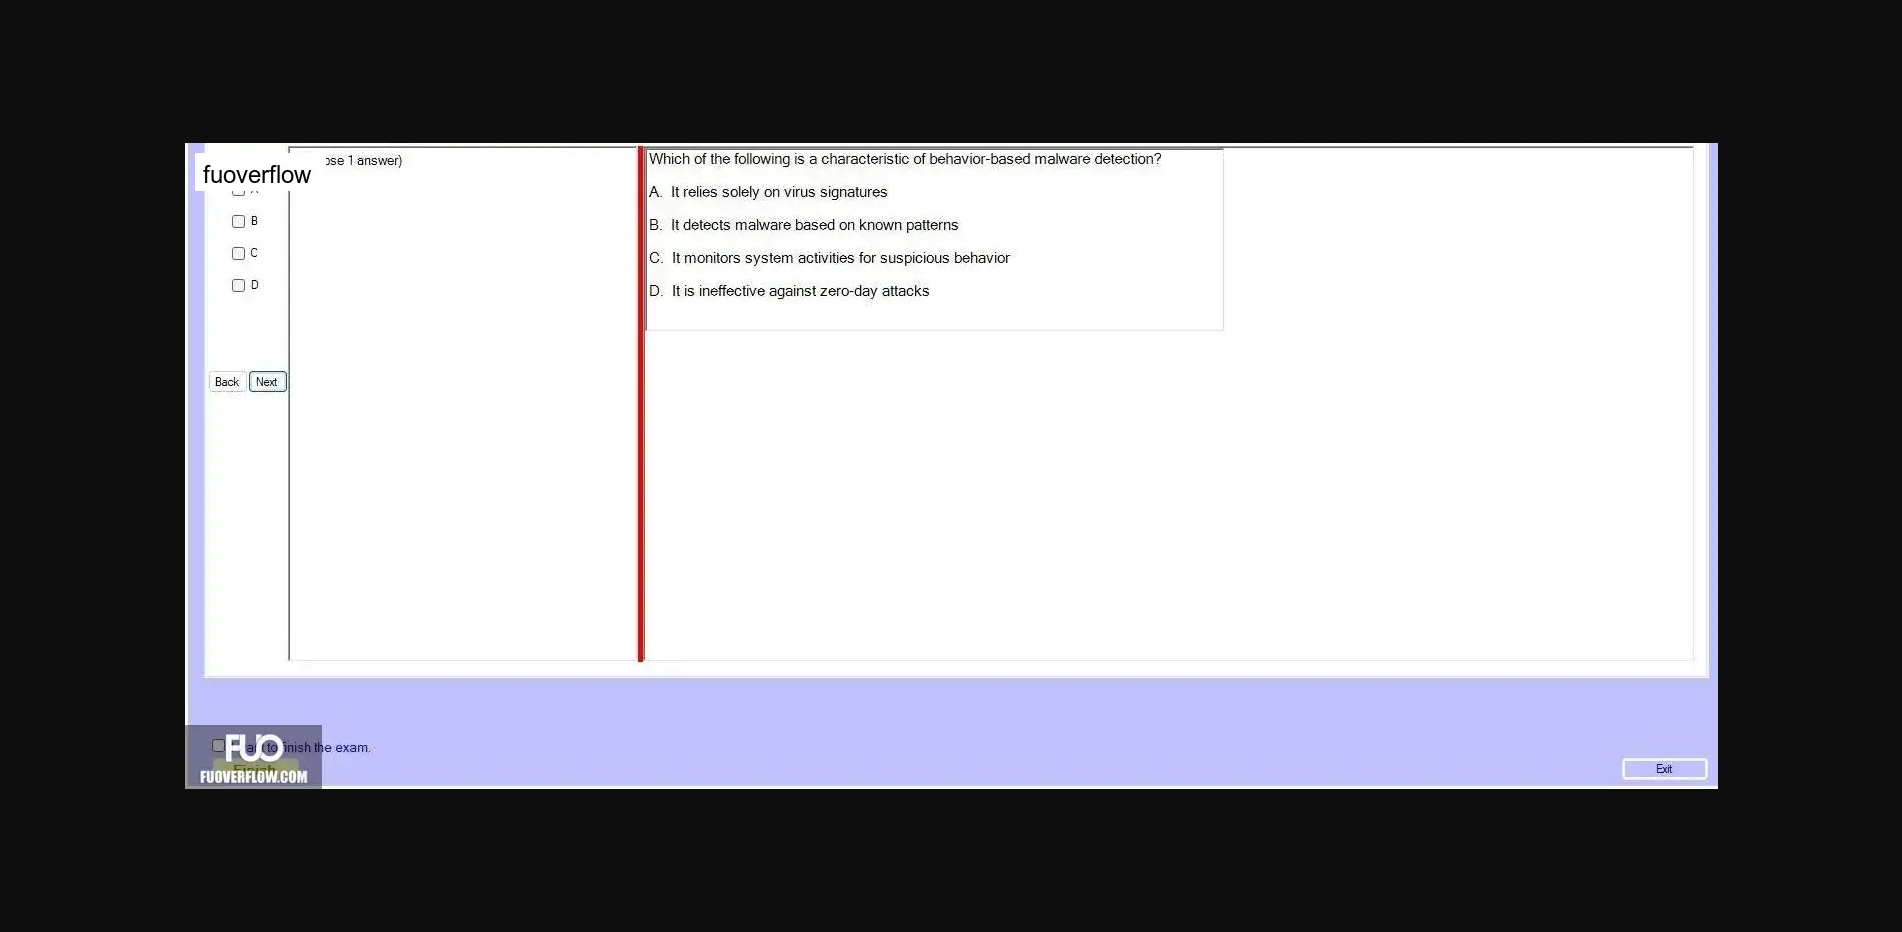 fuoverflow
ose 1 answer)
B
C
D
Back
Next
Which of the following is a characteristic of behavior-based malware detection?
A. It relies solely on virus signatures
B. It detects malware based on known patterns
C. It monitors system activities for suspicious behavior
D. It is ineffective against zero-day attacks
to finish the exam.
Finish
FUO
FUOVERFLOW.COM
Exit